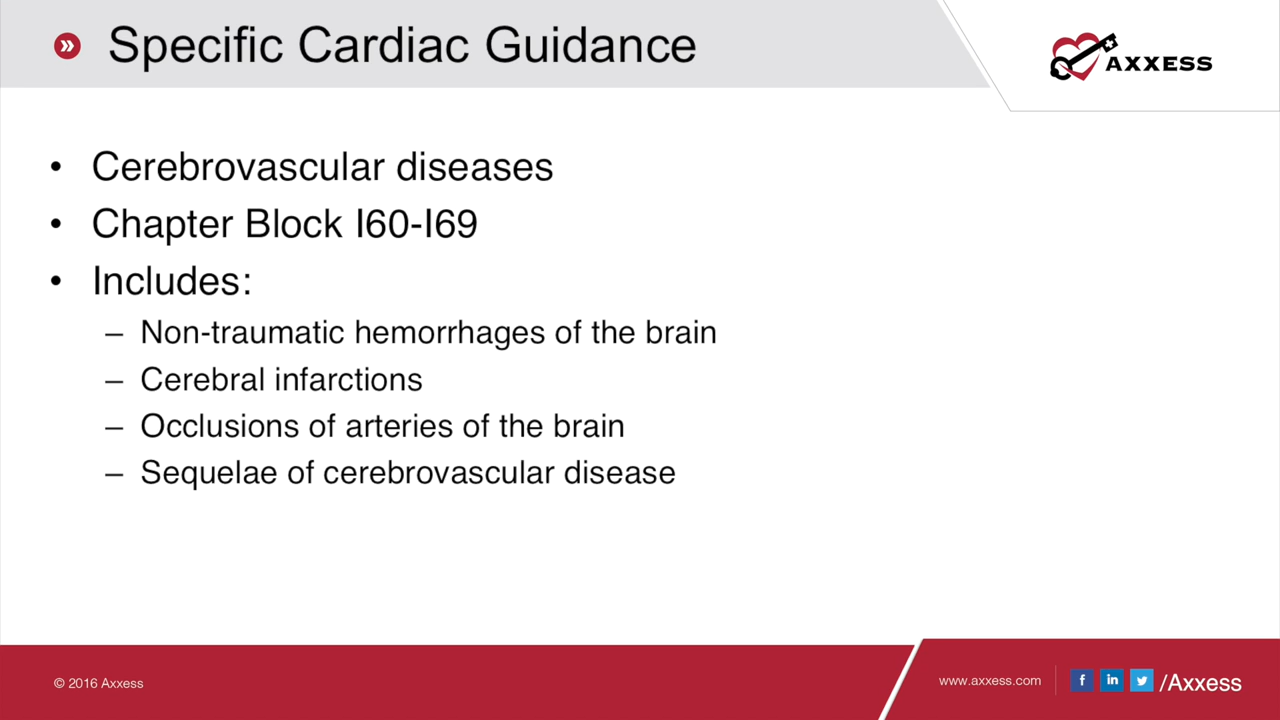 Specific Cardiac Guidance
AXXESS
• Cerebrovascular diseases
• Chapter Block I60-I69
• Includes:
– Non-traumatic hemorrhages of the brain
– Cerebral infarctions
– Occlusions of arteries of the brain
– Sequelae of cerebrovascular disease
© 2016 Axxess
www.axxess.com
/Axxess